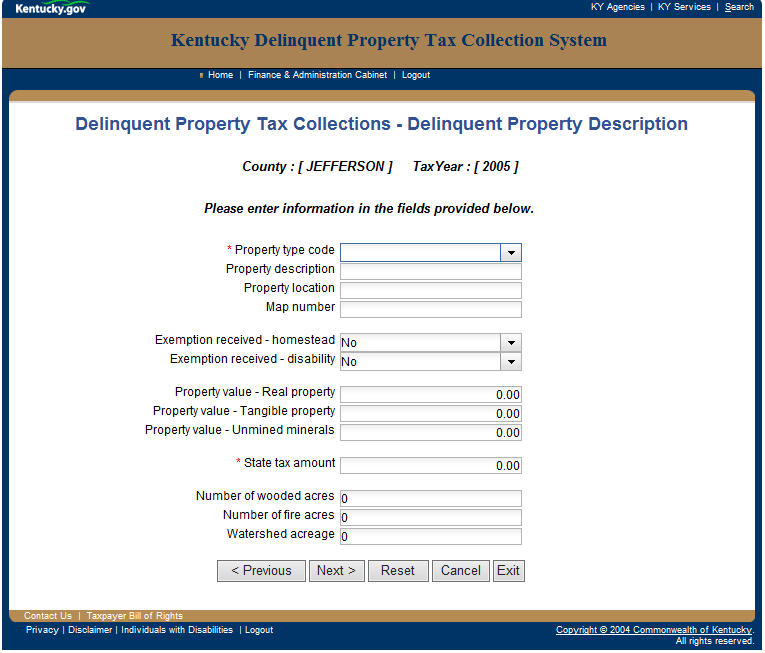 Kentucky.gov KY Agencies | KY Services | Search
Kentucky Delinquent Property Tax Collection System
Home | Finance & Administration Cabinet | Logout
Delinquent Property Tax Collections - Delinquent Property Description
County : [ JEFFERSON ] TaxYear : [ 2005 ]
Please enter information in the fields provided below.
* Property type code
Property description
Property location
Map number
Exemption received - homestead No
Exemption received - disability No
Property value - Real property 0.00
Property value - Tangible property 0.00
Property value - Unmined minerals 0.00
* State tax amount 0.00
Number of wooded acres 0
Number of fire acres 0
Watershed acreage 0
< Previous Next > Reset Cancel Exit
Contact Us | Taxpayer Bill of Rights
Privacy | Disclaimer | Individuals with Disabilities | Logout Copyright © 2004 Commonwealth of Kentucky.
All rights reserved.